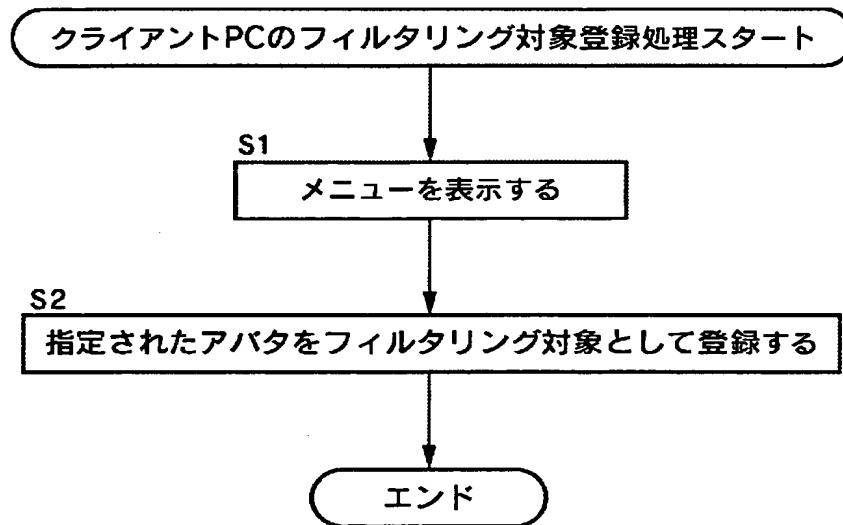 クライアントPCのフィルタリング対象登録処理スタート
S1
メニューを表示する
S2
指定されたアバタをフィルタリング対象として登録する
エンド